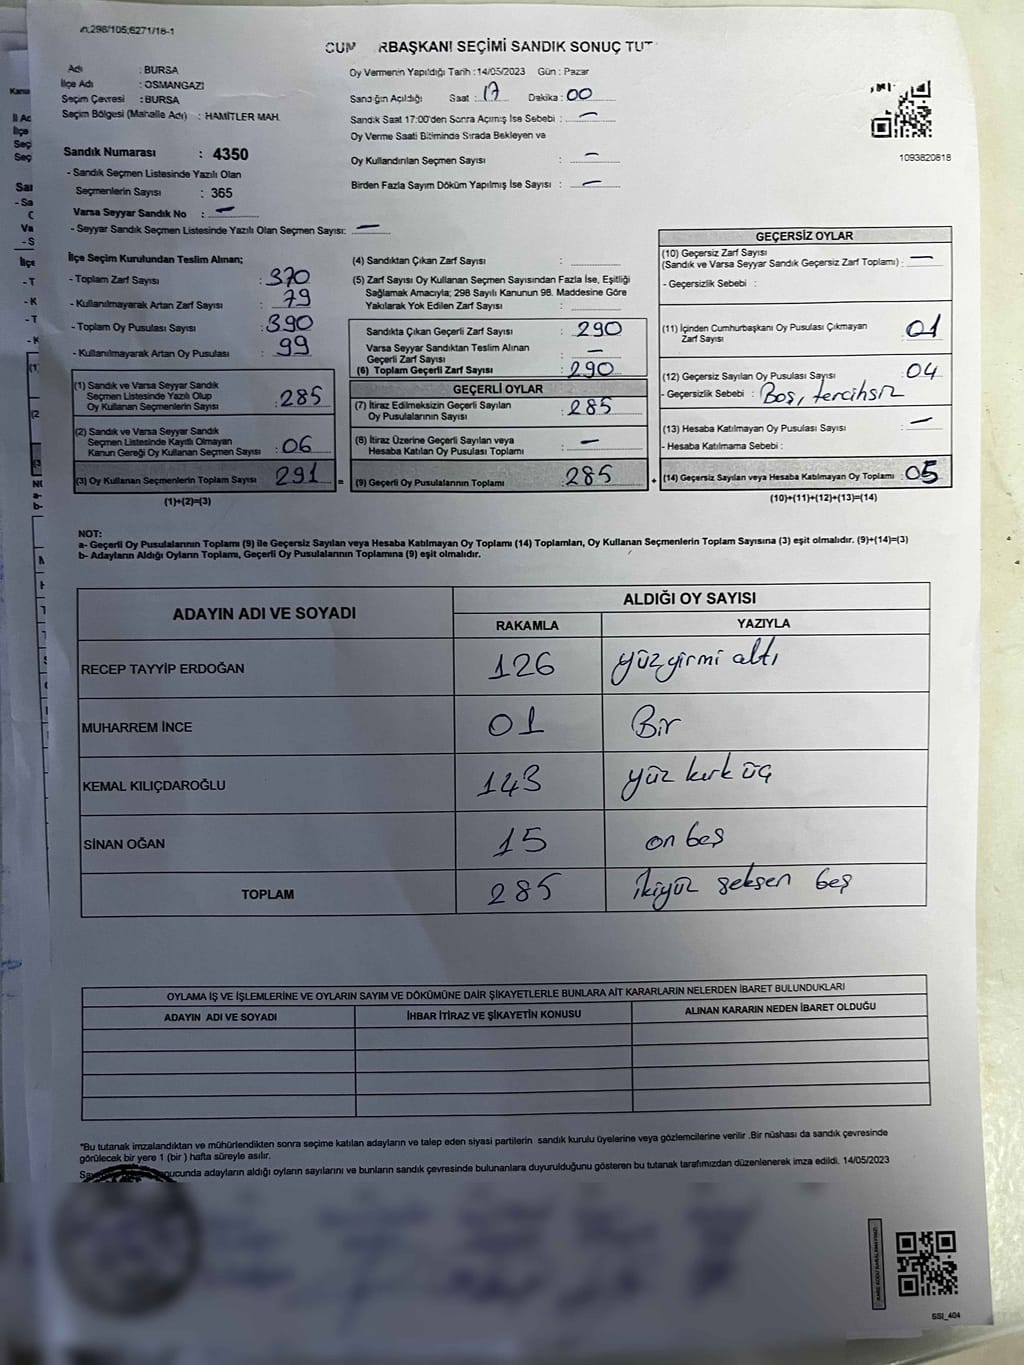 298/105;6271/16-1
RBAŞKANI SEÇİMİ SANDIK SONUÇ
Adı : BURSA
İlçe Adı : OSMANGAZİ
Seçim Çevresi : BURSA
Seçim Bölgesi (Mahalle Adı) : HAMİTLER MAH.
Sandık Numarası : 4350
- Sandık Seçmen Listesinde Yazılı Olan
Seçmenlerin Sayısı : 365
Varsa Seyyar Sandık No : —
- Seyyar Sandık Seçmen Listesinde Yazılı Olan Seçmen Sayısı: —
Oy Vermenin Yapıldığı Tarih :14/05/2023 Gün : Pazar
Sandığın Açıldığı Saat : 17 Dakika : 00
Sandık Saat 17:00'den Sonra Açılmış İse Sebebi : —
Oy Verme Saati Bitiminde Sırada Bekleyen ve
Oy Kullandırılan Seçmen Sayısı : —
Birden Fazla Sayım Döküm Yapılmış İse Sayısı : —
1093820818
İlçe Seçim Kurulundan Teslim Alınan;
- Toplam Zarf Sayısı : 370
- Kullanılmayarak Artan Zarf Sayısı : 79
- Toplam Oy Pusulası Sayısı : 390
- Kullanılmayarak Artan Oy Pusulası : 99
(1) Sandık ve Varsa Seyyar Sandık
Seçmen Listesinde Yazılı Olup
Oy Kullanan Seçmenlerin Sayısı : 285
(2) Sandık ve Varsa Seyyar Sandık
Seçmen Listesinde Kayıtlı Olmayan
Kanun Gereği Oy Kullanan Seçmen Sayısı : 06
(3) Oy Kullanan Seçmenlerin Toplam Sayısı : 291 =
(1)+(2)=(3)
(4) Sandıktan Çıkan Zarf Sayısı :
(5) Zarf Sayısı Oy Kullanan Seçmen Sayısından Fazla İse, Eşitliği
Sağlamak Amacıyla; 298 Sayılı Kanunun 98. Maddesine Göre
Yakılarak Yok Edilen Zarf Sayısı :
Sandıkta Çıkan Geçerli Zarf Sayısı : 290
Varsa Seyyar Sandıktan Teslim Alınan
Geçerli Zarf Sayısı : —
(6) Toplam Geçerli Zarf Sayısı : 290
GEÇERLİ OYLAR
(7) İtiraz Edilmeksizin Geçerli Sayılan
Oy Pusulalarının Sayısı : 285
(8) İtiraz Üzerine Geçerli Sayılan veya
Hesaba Katılan Oy Pusulası Toplamı : —
(9) Geçerli Oy Pusulalarının Toplamı : 285 +
GEÇERSİZ OYLAR
(10) Geçersiz Zarf Sayısı
(Sandık ve Varsa Seyyar Sandık Geçersiz Zarf Toplamı) : —
- Geçersizlik Sebebi :
(11) İçinden Cumhurbaşkanı Oy Pusulası Çıkmayan
Zarf Sayısı : 01
(12) Geçersiz Sayılan Oy Pusulası Sayısı : 04
- Geçersizlik Sebebi : Boş, tercihsiz
(13) Hesaba Katılmayan Oy Pusulası Sayısı : —
- Hesaba Katılmama Sebebi :
(14) Geçersiz Sayılan veya Hesaba Katılmayan Oy Toplamı : 05
(10)+(11)+(12)+(13)=(14)
NOT:
a- Geçerli Oy Pusulalarının Toplamı (9) ile Geçersiz Sayılan veya Hesaba Katılmayan Oy Toplamı (14) Toplamları, Oy Kullanan Seçmenlerin Toplam Sayısına (3) eşit olmalıdır. (9)+(14)=(3)
b- Adayların Aldığı Oyların Toplamı, Geçerli Oy Pusulalarının Toplamına (9) eşit olmalıdır.
ADAYIN ADI VE SOYADI
ALDIĞI OY SAYISI
RAKAMLA YAZIYLA
RECEP TAYYİP ERDOĞAN 126 yüz yirmi altı
MUHARREM İNCE 01 Bir
KEMAL KILIÇDAROĞLU 143 yüz kırk üç
SİNAN OĞAN 15 on beş
TOPLAM 285 ikiyüz seksen beş
OYLAMA İŞ VE İŞLEMLERİNE VE OYLARIN SAYIM VE DÖKÜMÜNE DAİR ŞİKAYETLERLE BUNLARA AİT KARARLARIN NELERDEN İBARET BULUNDUKLARI
ADAYIN ADI VE SOYADI İHBAR İTİRAZ VE ŞİKAYETİN KONUSU ALINAN KARARIN NEDEN İBARET OLDUĞU
"Bu tutanak imzalandıktan ve mühürlendikten sonra seçime katılan adayların ve talep eden siyasi partilerin sandık kurulu üyelerine veya gözlemcilerine verilir .Bir nüshası da sandık çevresinde
görülecek bir yere 1 (bir ) hafta süreyle asılır.
ucunda adayların aldığı oyların sayılarını ve bunların sandık çevresinde bulunanlara duyurulduğunu gösteren bu tutanak tarafımızdan düzenlenerek imza edildi. 14/05/2023
SSI_404